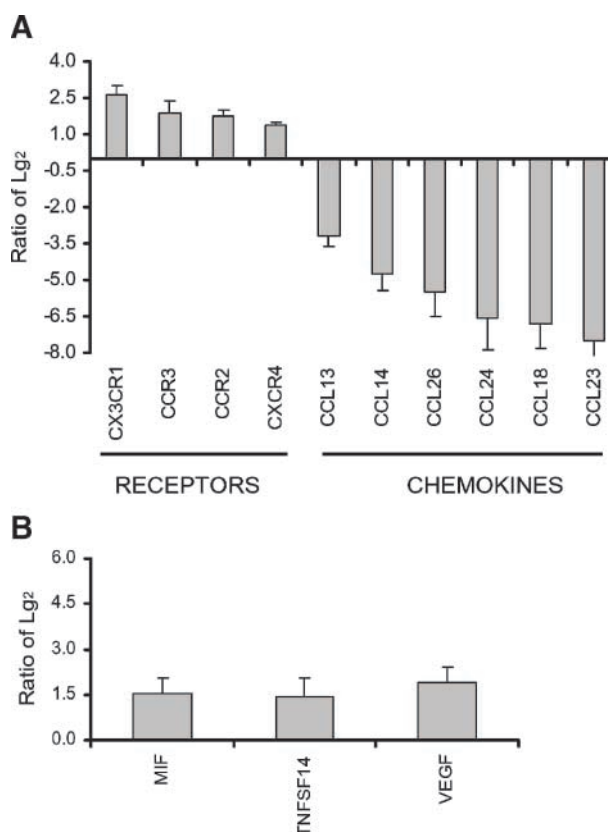 A
Ratio of Lg2
4.0
2.5
1.0
-0.5
-2.0
-3.5
-5.0
-6.5
-8.0
CX3CR1
CCR3
CCR2
CXCR4
CCL13
CCL14
CCL26
CCL24
CCL18
CCL23
RECEPTORS
CHEMOKINES
B
Ratio of Lg2
6.0
4.5
3.0
1.5
0.0
MIF
TNFSF14
VEGF